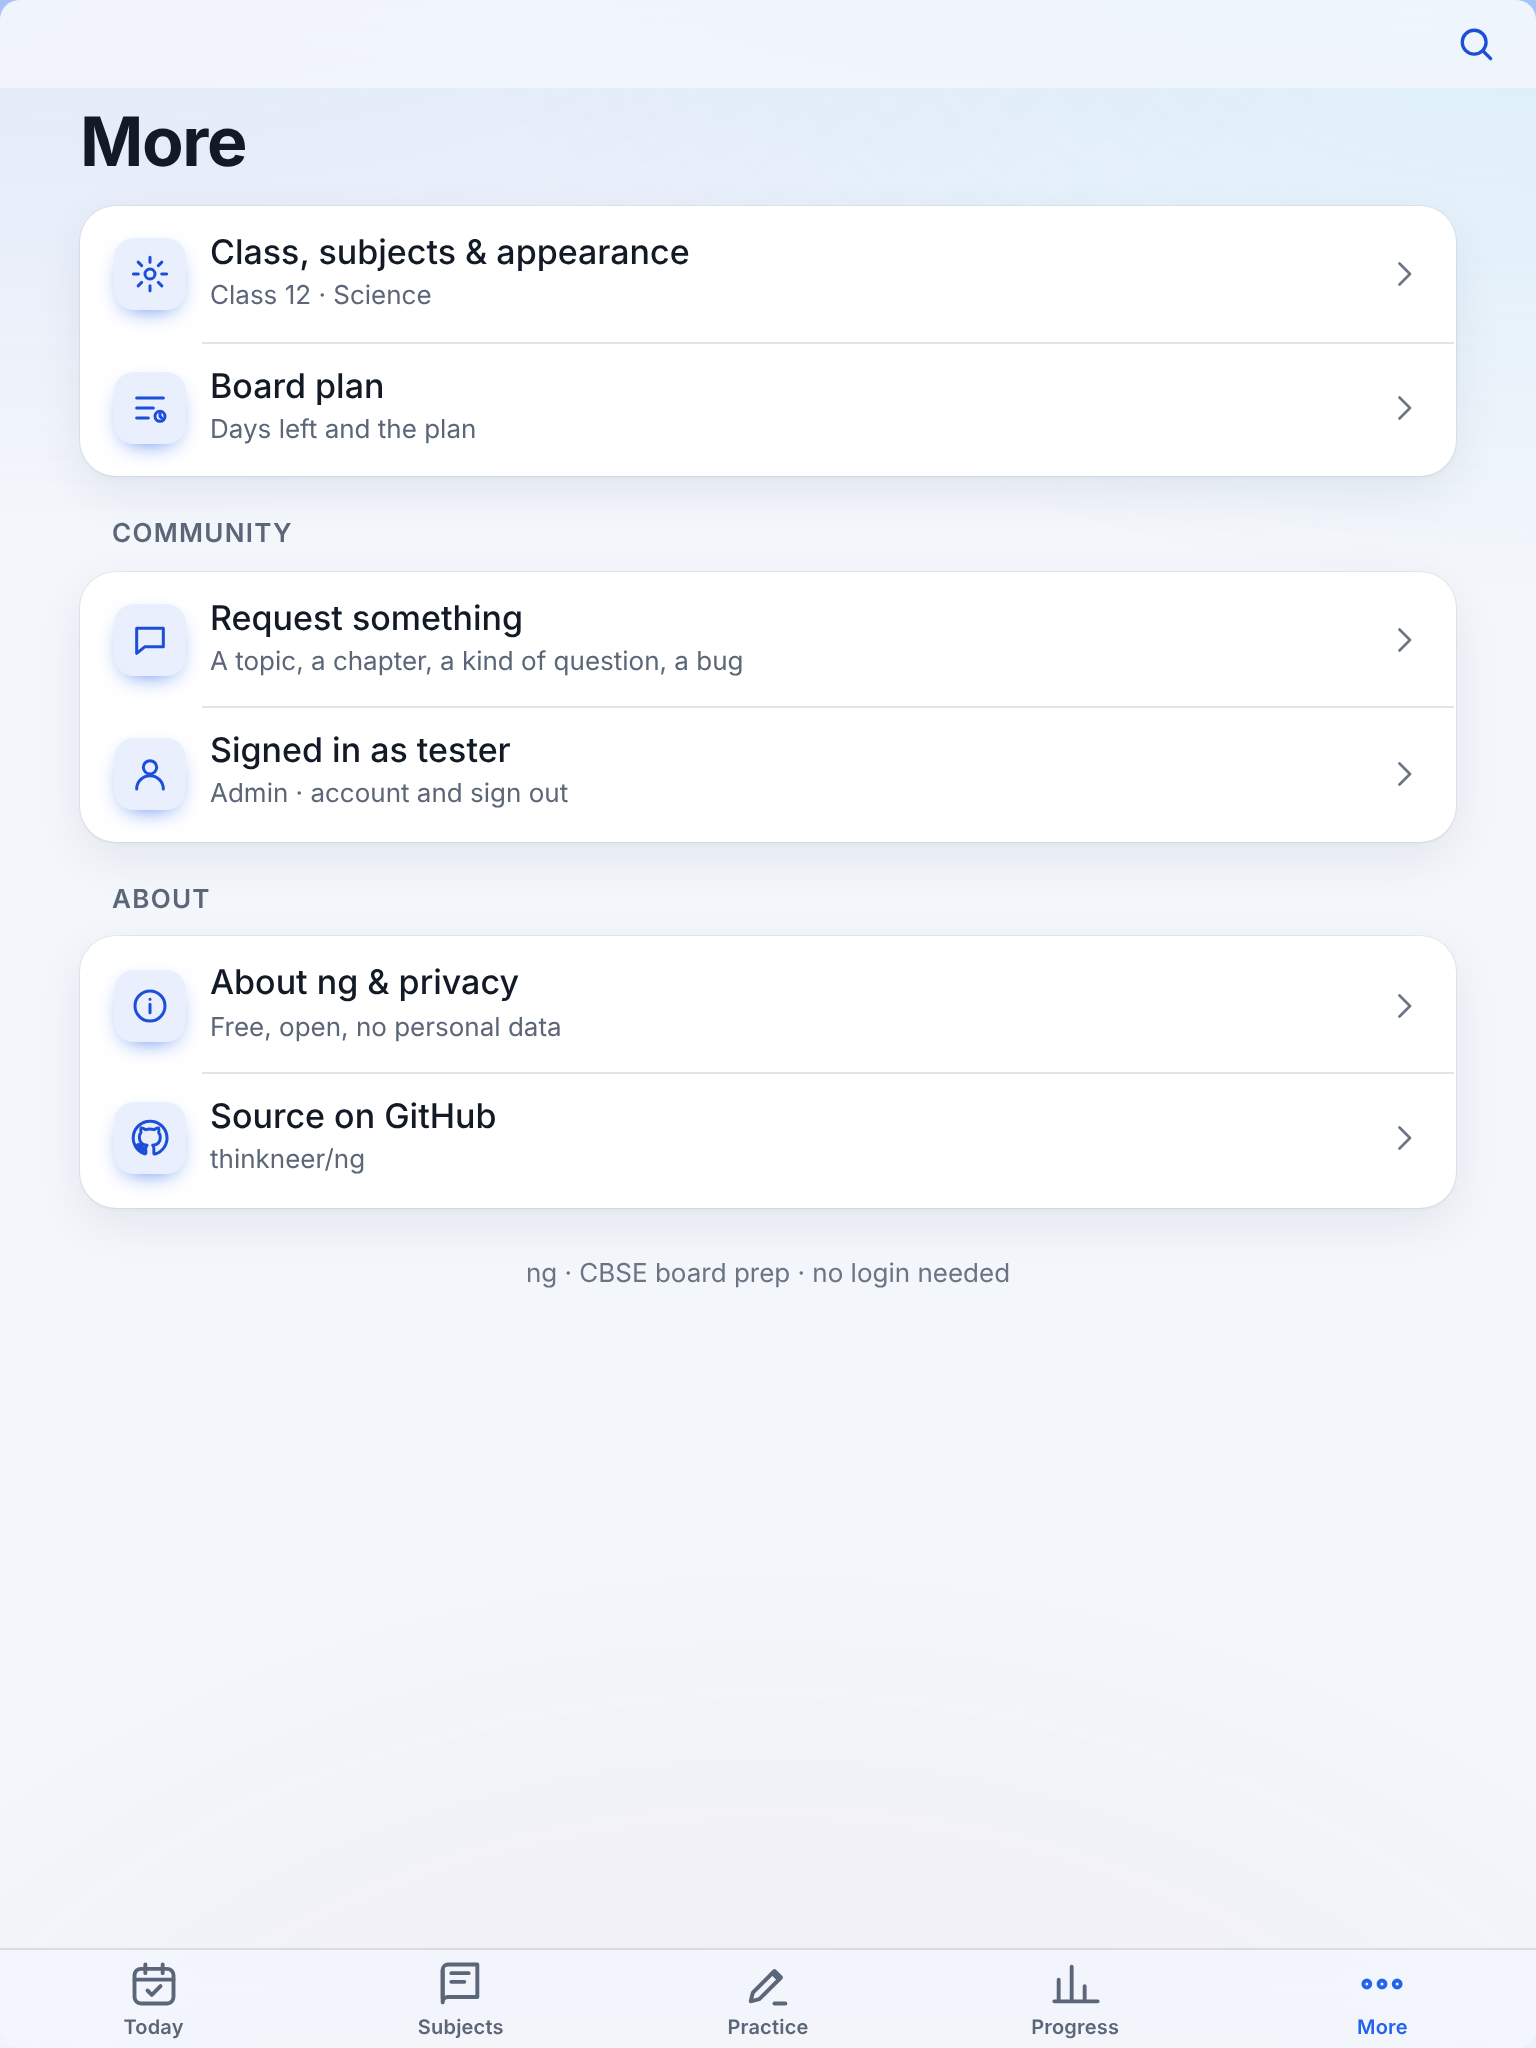 More
Class, subjects & appearance
Class 12 · Science
Board plan
Days left and the plan
COMMUNITY
Request something
A topic, a chapter, a kind of question, a bug
Signed in as tester
Admin · account and sign out
ABOUT
About ng & privacy
Free, open, no personal data
Source on GitHub
thinkneer/ng
ng · CBSE board prep · no login needed
Today
Subjects
Practice
Progress
More